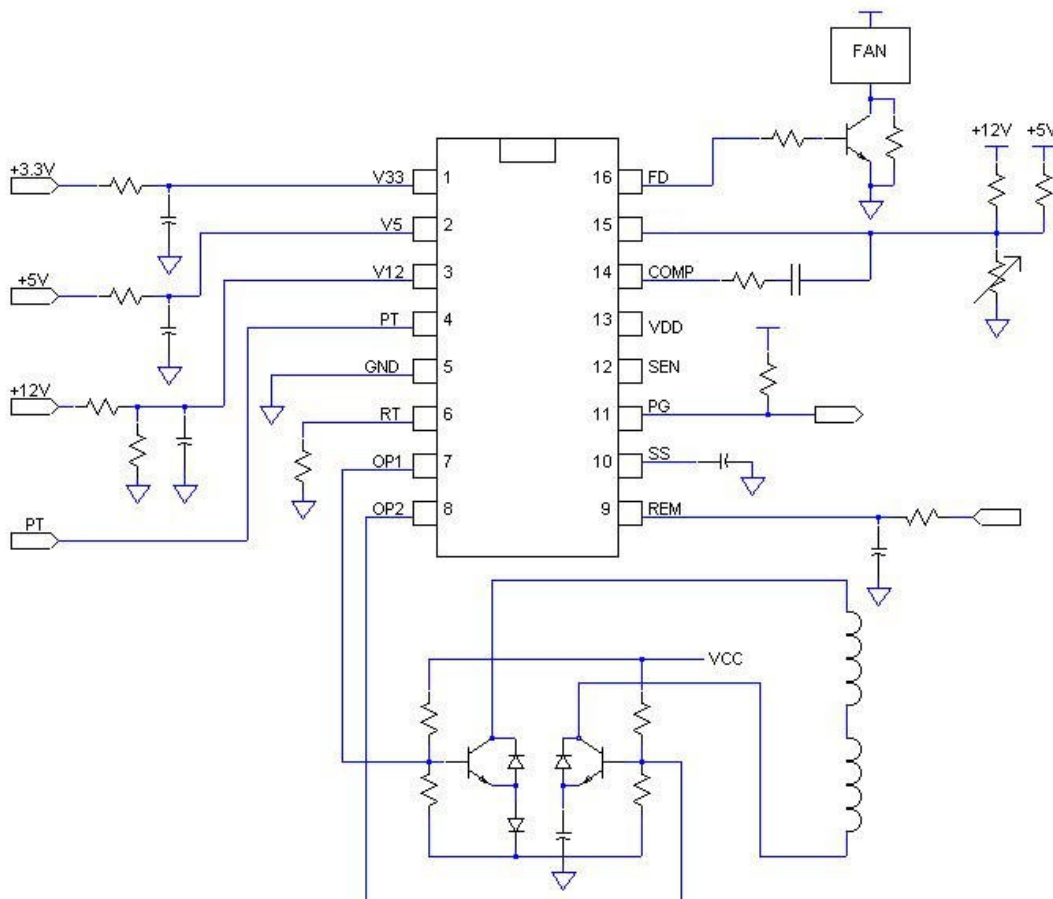 FAN
+12V +5V
+3.3V
V33 1 16 FD
V5 2 15
+5V
V12 3 14 COMP
PT 4 13 VDD
GND 5 12 SEN
+12V
RT 6 11 PG
OP1 7 10 SS
OP2 8 9 REM
PT
VCC